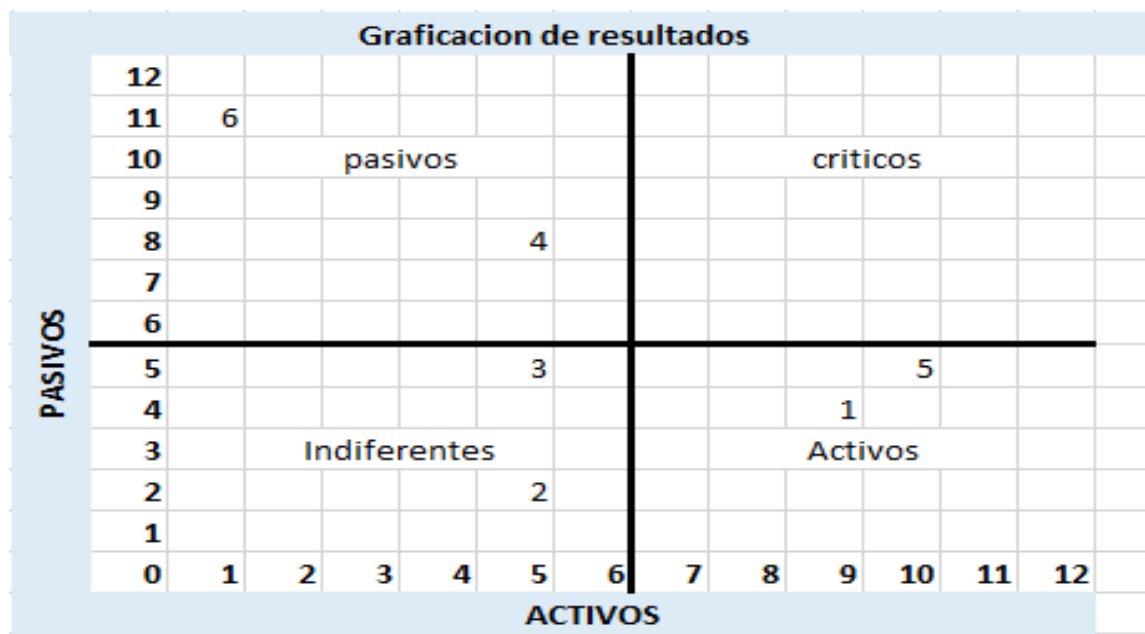 Graficacion de resultados
12
11 6
10 pasivos criticos
9
8 4
7
6
PASIVOS
5 3 5
4 1
3 Indiferentes Activos
2 2
1
0 1 2 3 4 5 6 7 8 9 10 11 12
ACTIVOS